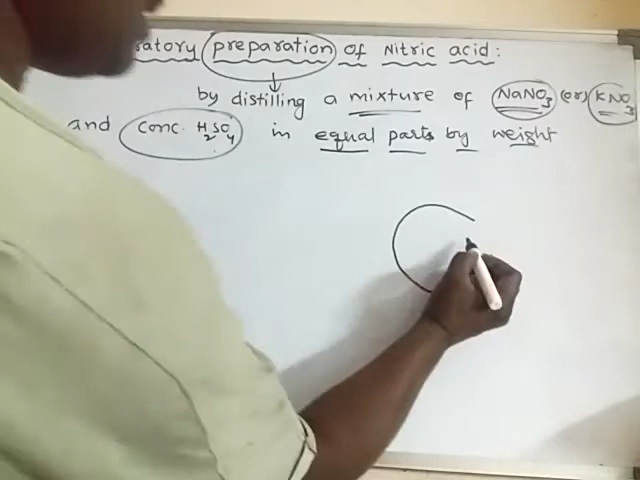 ratory preparation of Nitric acid :
by distilling a mixture of NaNO3 (or) KNO3
and Conc. H2SO4 in equal parts by weight